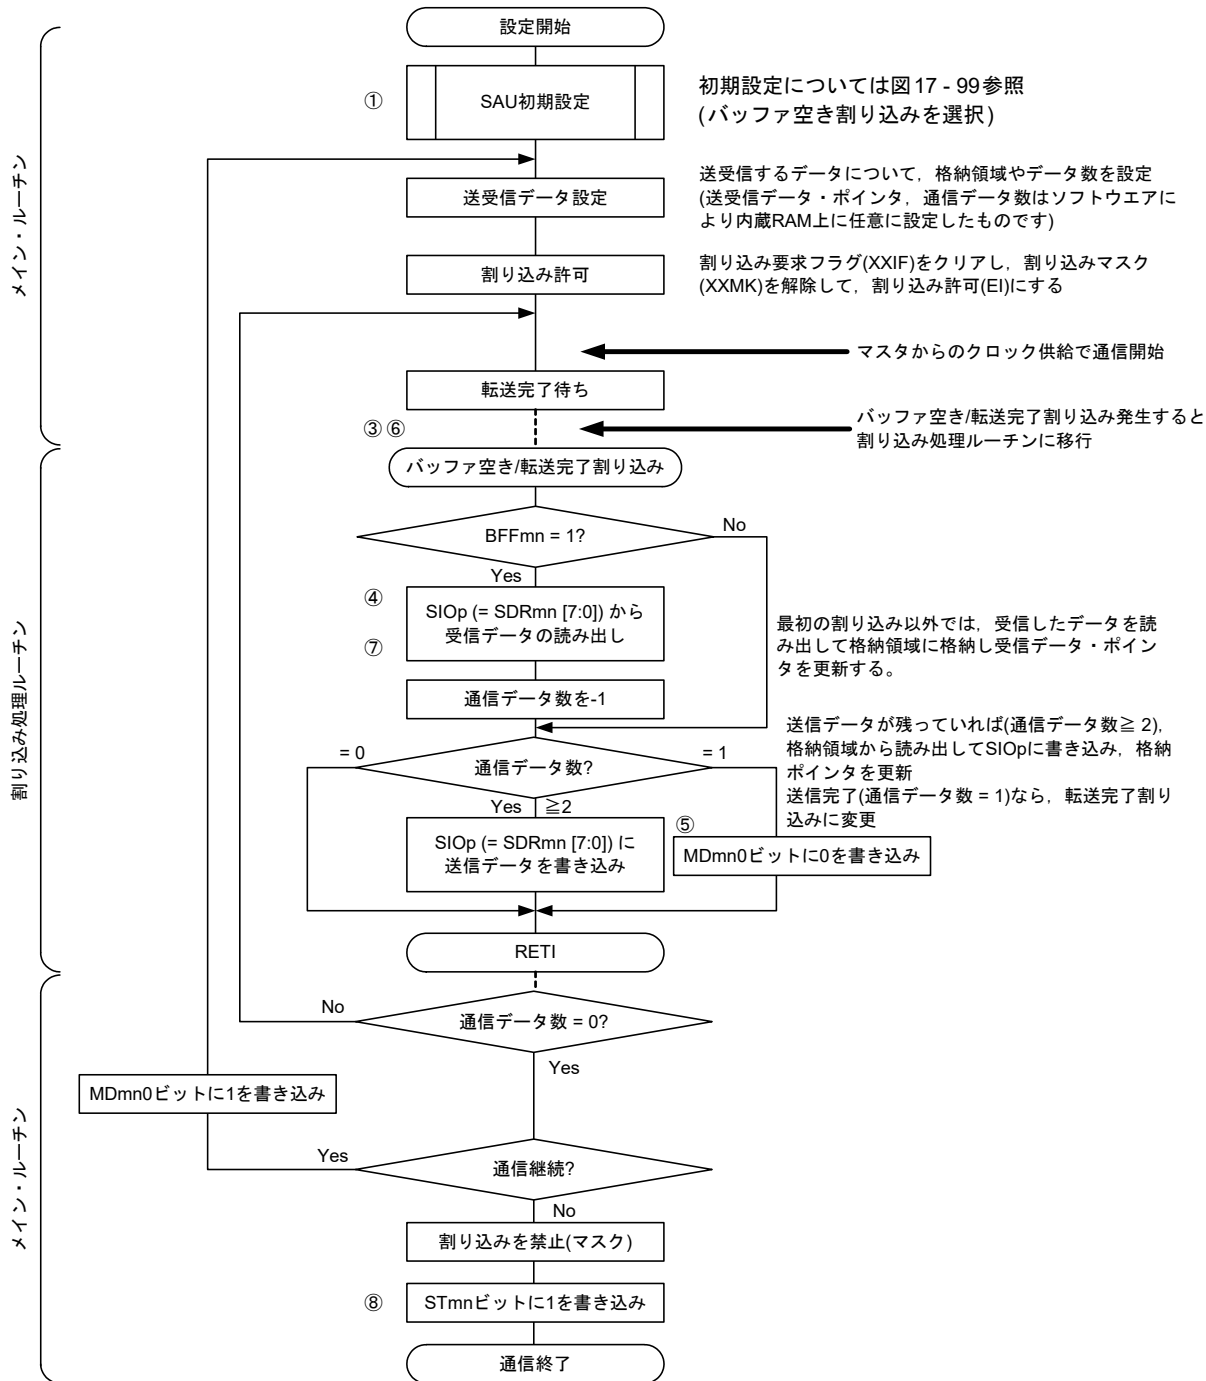 設定開始
①
SAU初期設定
初期設定については図17 - 99参照
(バッファ空き割り込みを選択)
メイン・ルーチン
送受信データ設定
送受信するデータについて，格納領域やデータ数を設定
(送受信データ・ポインタ，通信データ数はソフトウエアに
より内蔵RAM上に任意に設定したものです)
割り込み許可
割り込み要求フラグ(XXIF)をクリアし，割り込みマスク
(XXMK)を解除して，割り込み許可(EI)にする
マスタからのクロック供給で通信開始
転送完了待ち
③⑥
バッファ空き/転送完了割り込み発生すると
割り込み処理ルーチンに移行
バッファ空き/転送完了割り込み
割り込み処理ルーチン
BFFmn = 1?
No
Yes
④
SIOp (= SDRmn [7:0]) から
受信データの読み出し
⑦
最初の割り込み以外では，受信したデータを読
み出して格納領域に格納し受信データ・ポイン
タを更新する。
通信データ数を-1
= 0
通信データ数?
= 1
送信データが残っていれば(通信データ数≧ 2)，
格納領域から読み出してSIOpに書き込み，格納
ポインタを更新
送信完了(通信データ数 = 1)なら，転送完了割り
込みに変更
Yes ≧2
⑤
SIOp (= SDRmn [7:0]) に
送信データを書き込み
MDmn0ビットに0を書き込み
RETI
メイン・ルーチン
No
通信データ数 = 0?
Yes
MDmn0ビットに1を書き込み
Yes
通信継続?
No
割り込みを禁止(マスク)
⑧
STmnビットに1を書き込み
通信終了